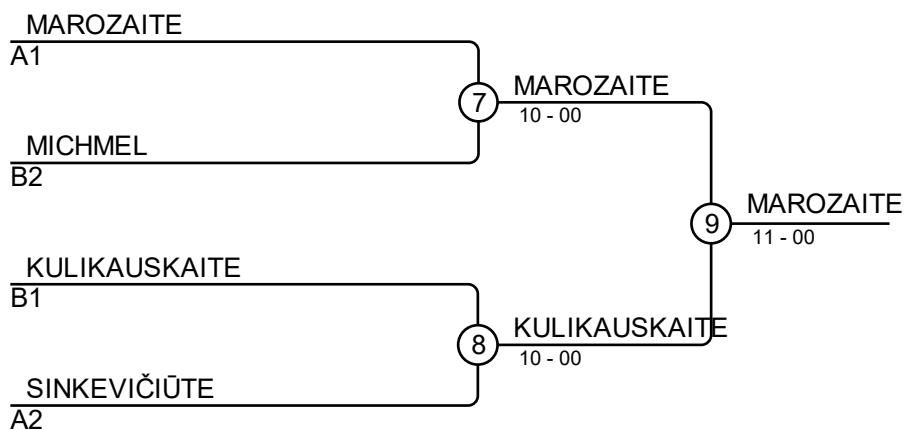 MAROZAITE
A1
7
MAROZAITE
10 - 00
MICHMEL
B2
9
MAROZAITE
11 - 00
KULIKAUSKAITE
B1
8
KULIKAUSKAITE
10 - 00
SINKEVIČIŪTE
A2